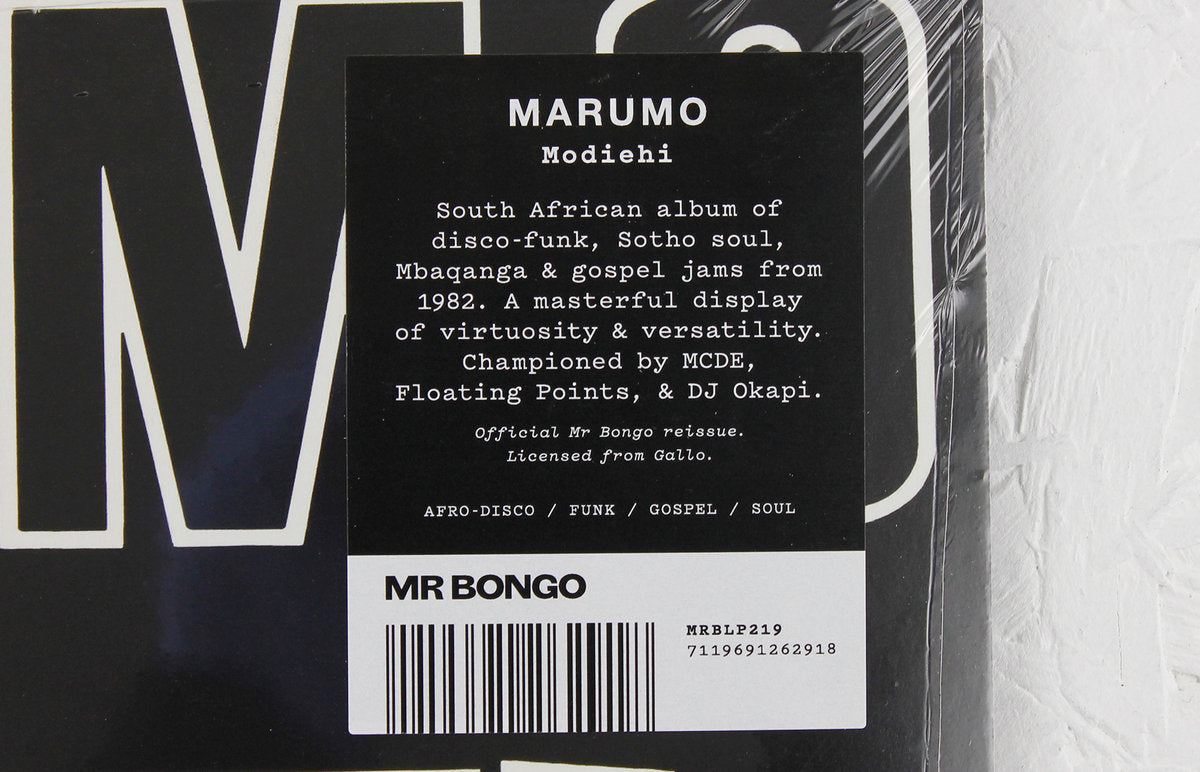 MARUMO
Modiehi
South African album of
disco-funk, Sotho soul,
Mbaqanga & gospel jams from
1982. A masterful display
of virtuosity & versatility.
Championed by MCDE,
Floating Points, & DJ Okapi.
Official Mr Bongo reissue.
Licensed from Gallo.
AFRO-DISCO / FUNK / GOSPEL / SOUL
MR BONGO
MRBLP219
7119691262918